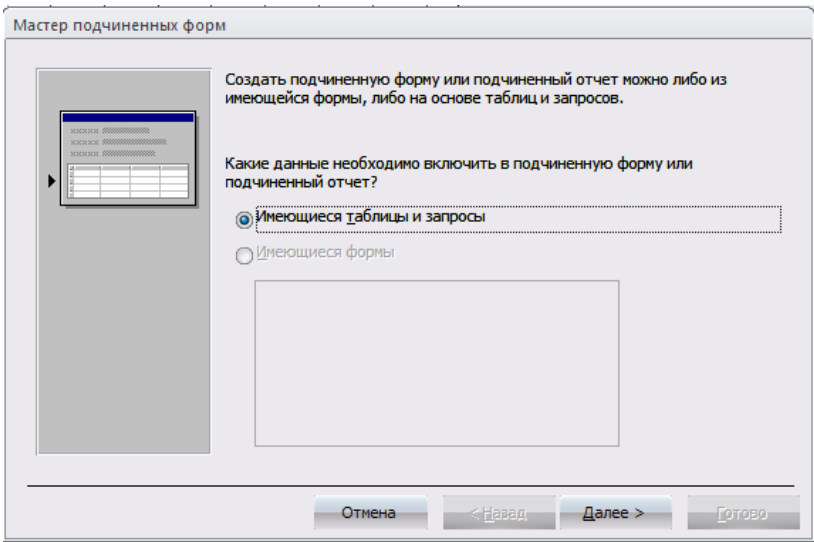 Мастер подчиненных форм
Создать подчиненную форму или подчиненный отчет можно либо из
имеющейся формы, либо на основе таблиц и запросов.
Какие данные необходимо включить в подчиненную форму или
подчиненный отчет?
Имеющиеся таблицы и запросы
Имеющиеся формы
Отмена
< Назад
Далее >
Готово